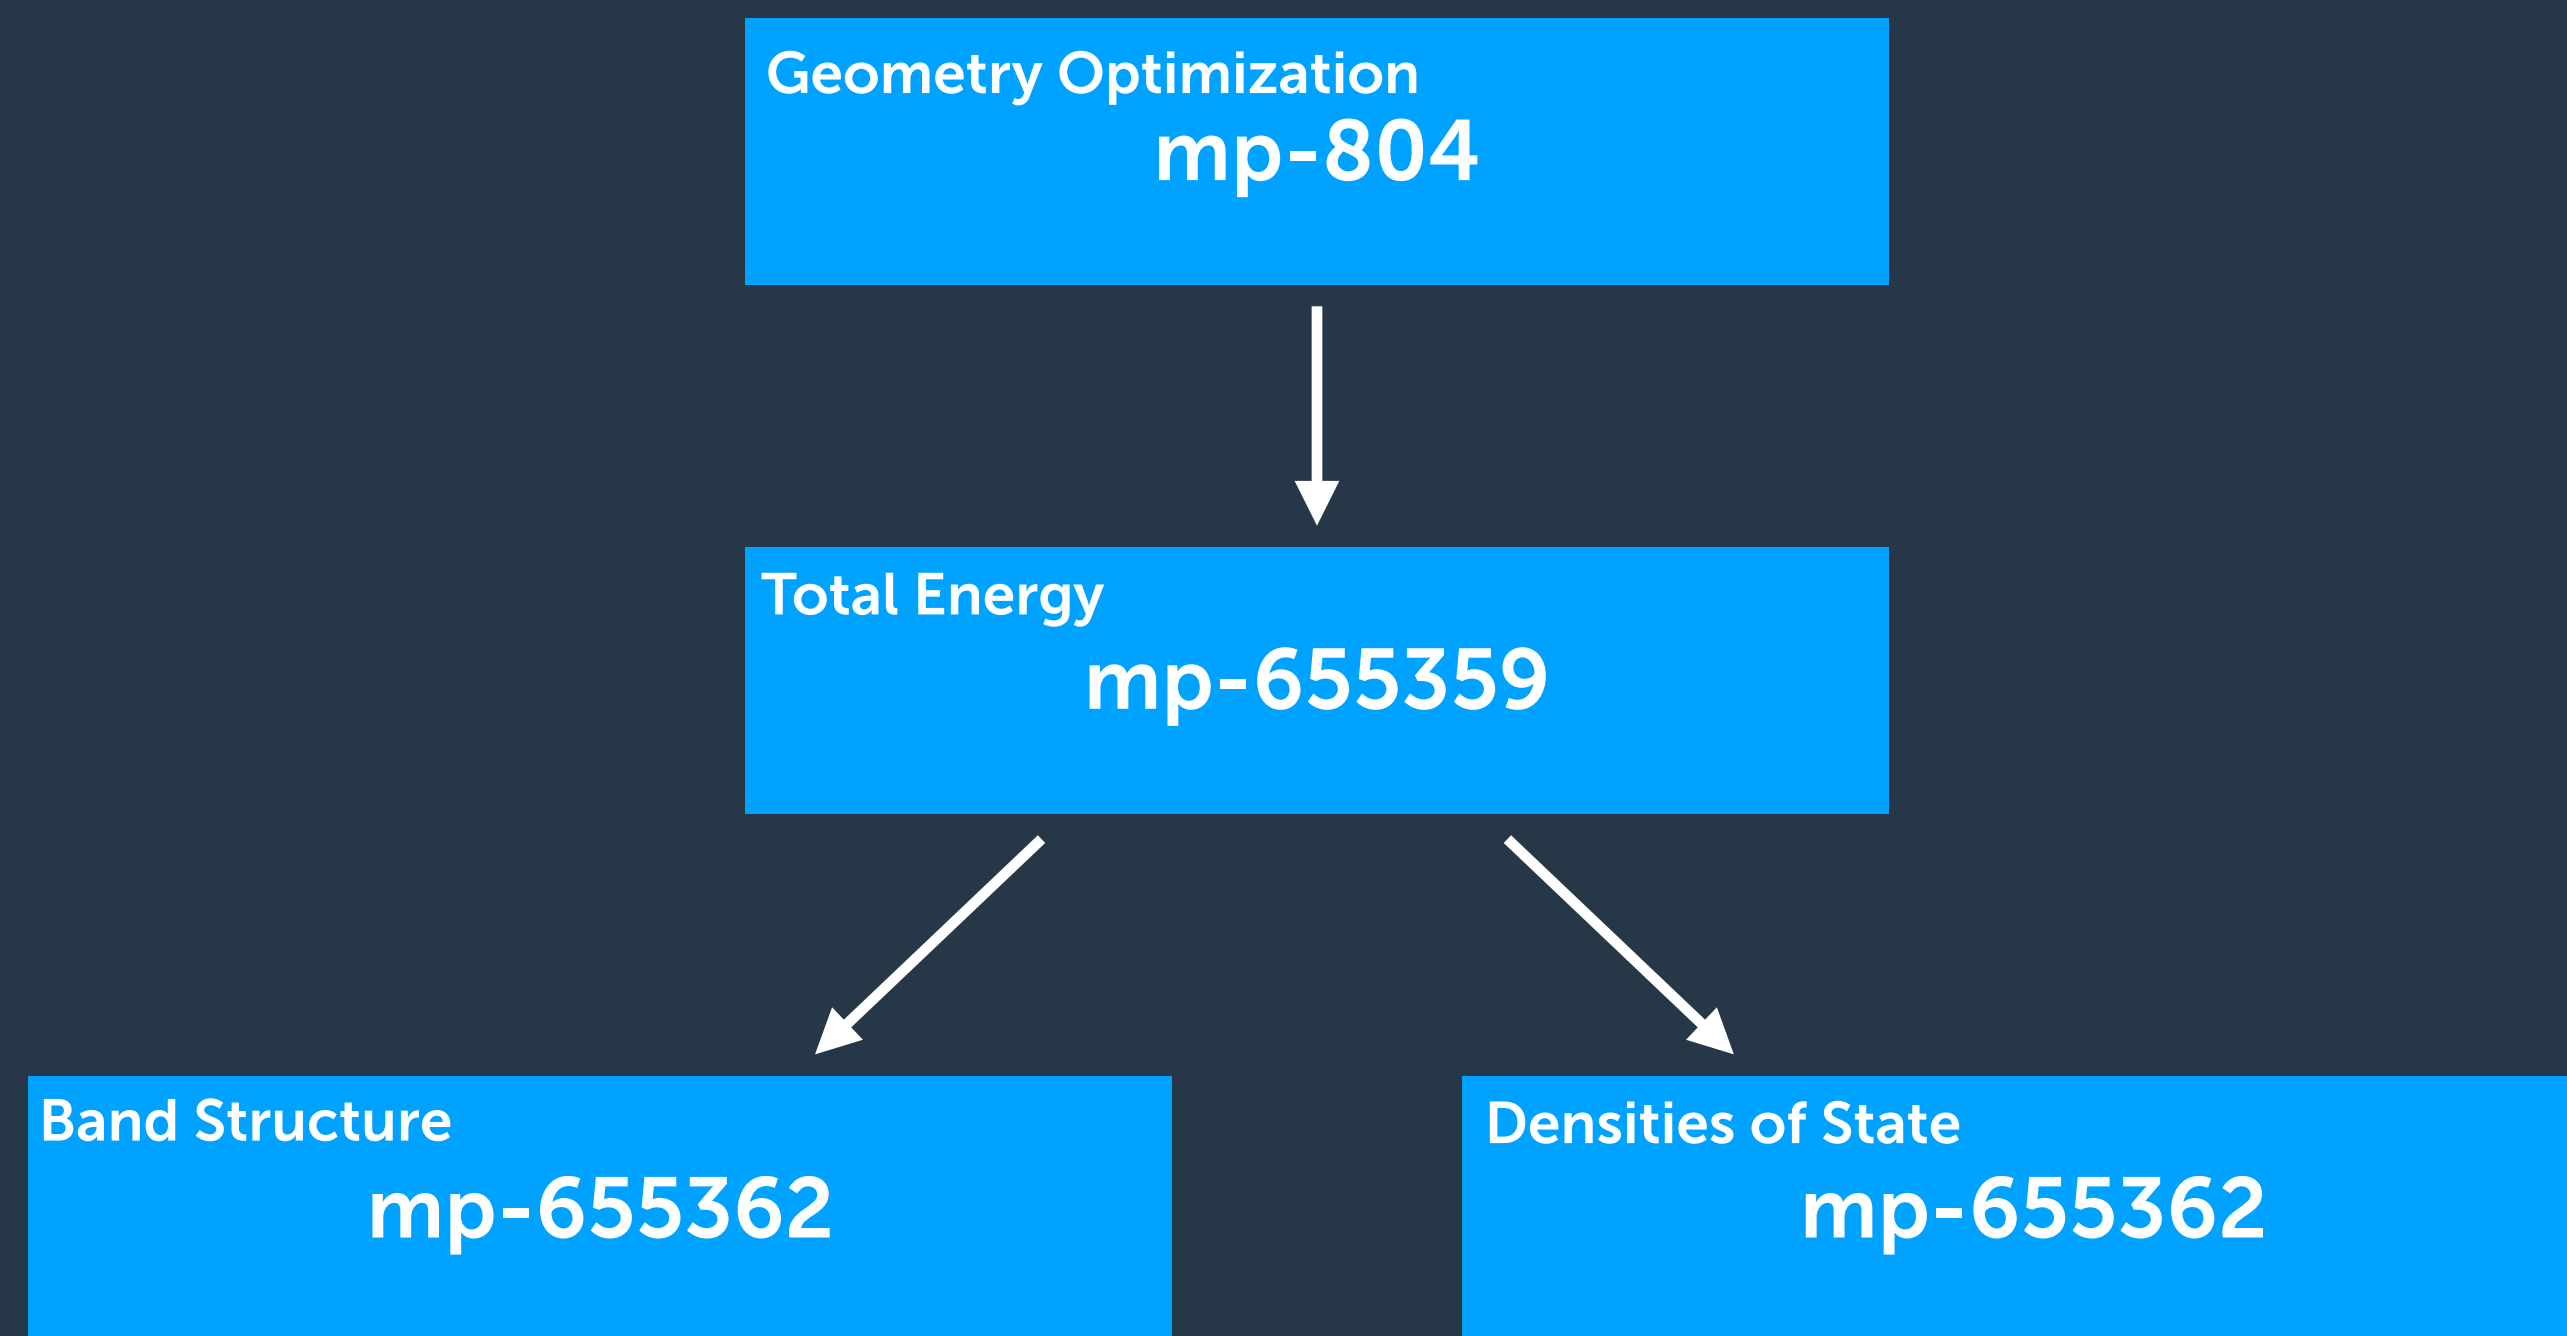 Geometry Optimization
mp-804
Total Energy
mp-655359
Band Structure
mp-655362
Densities of State
mp-655362